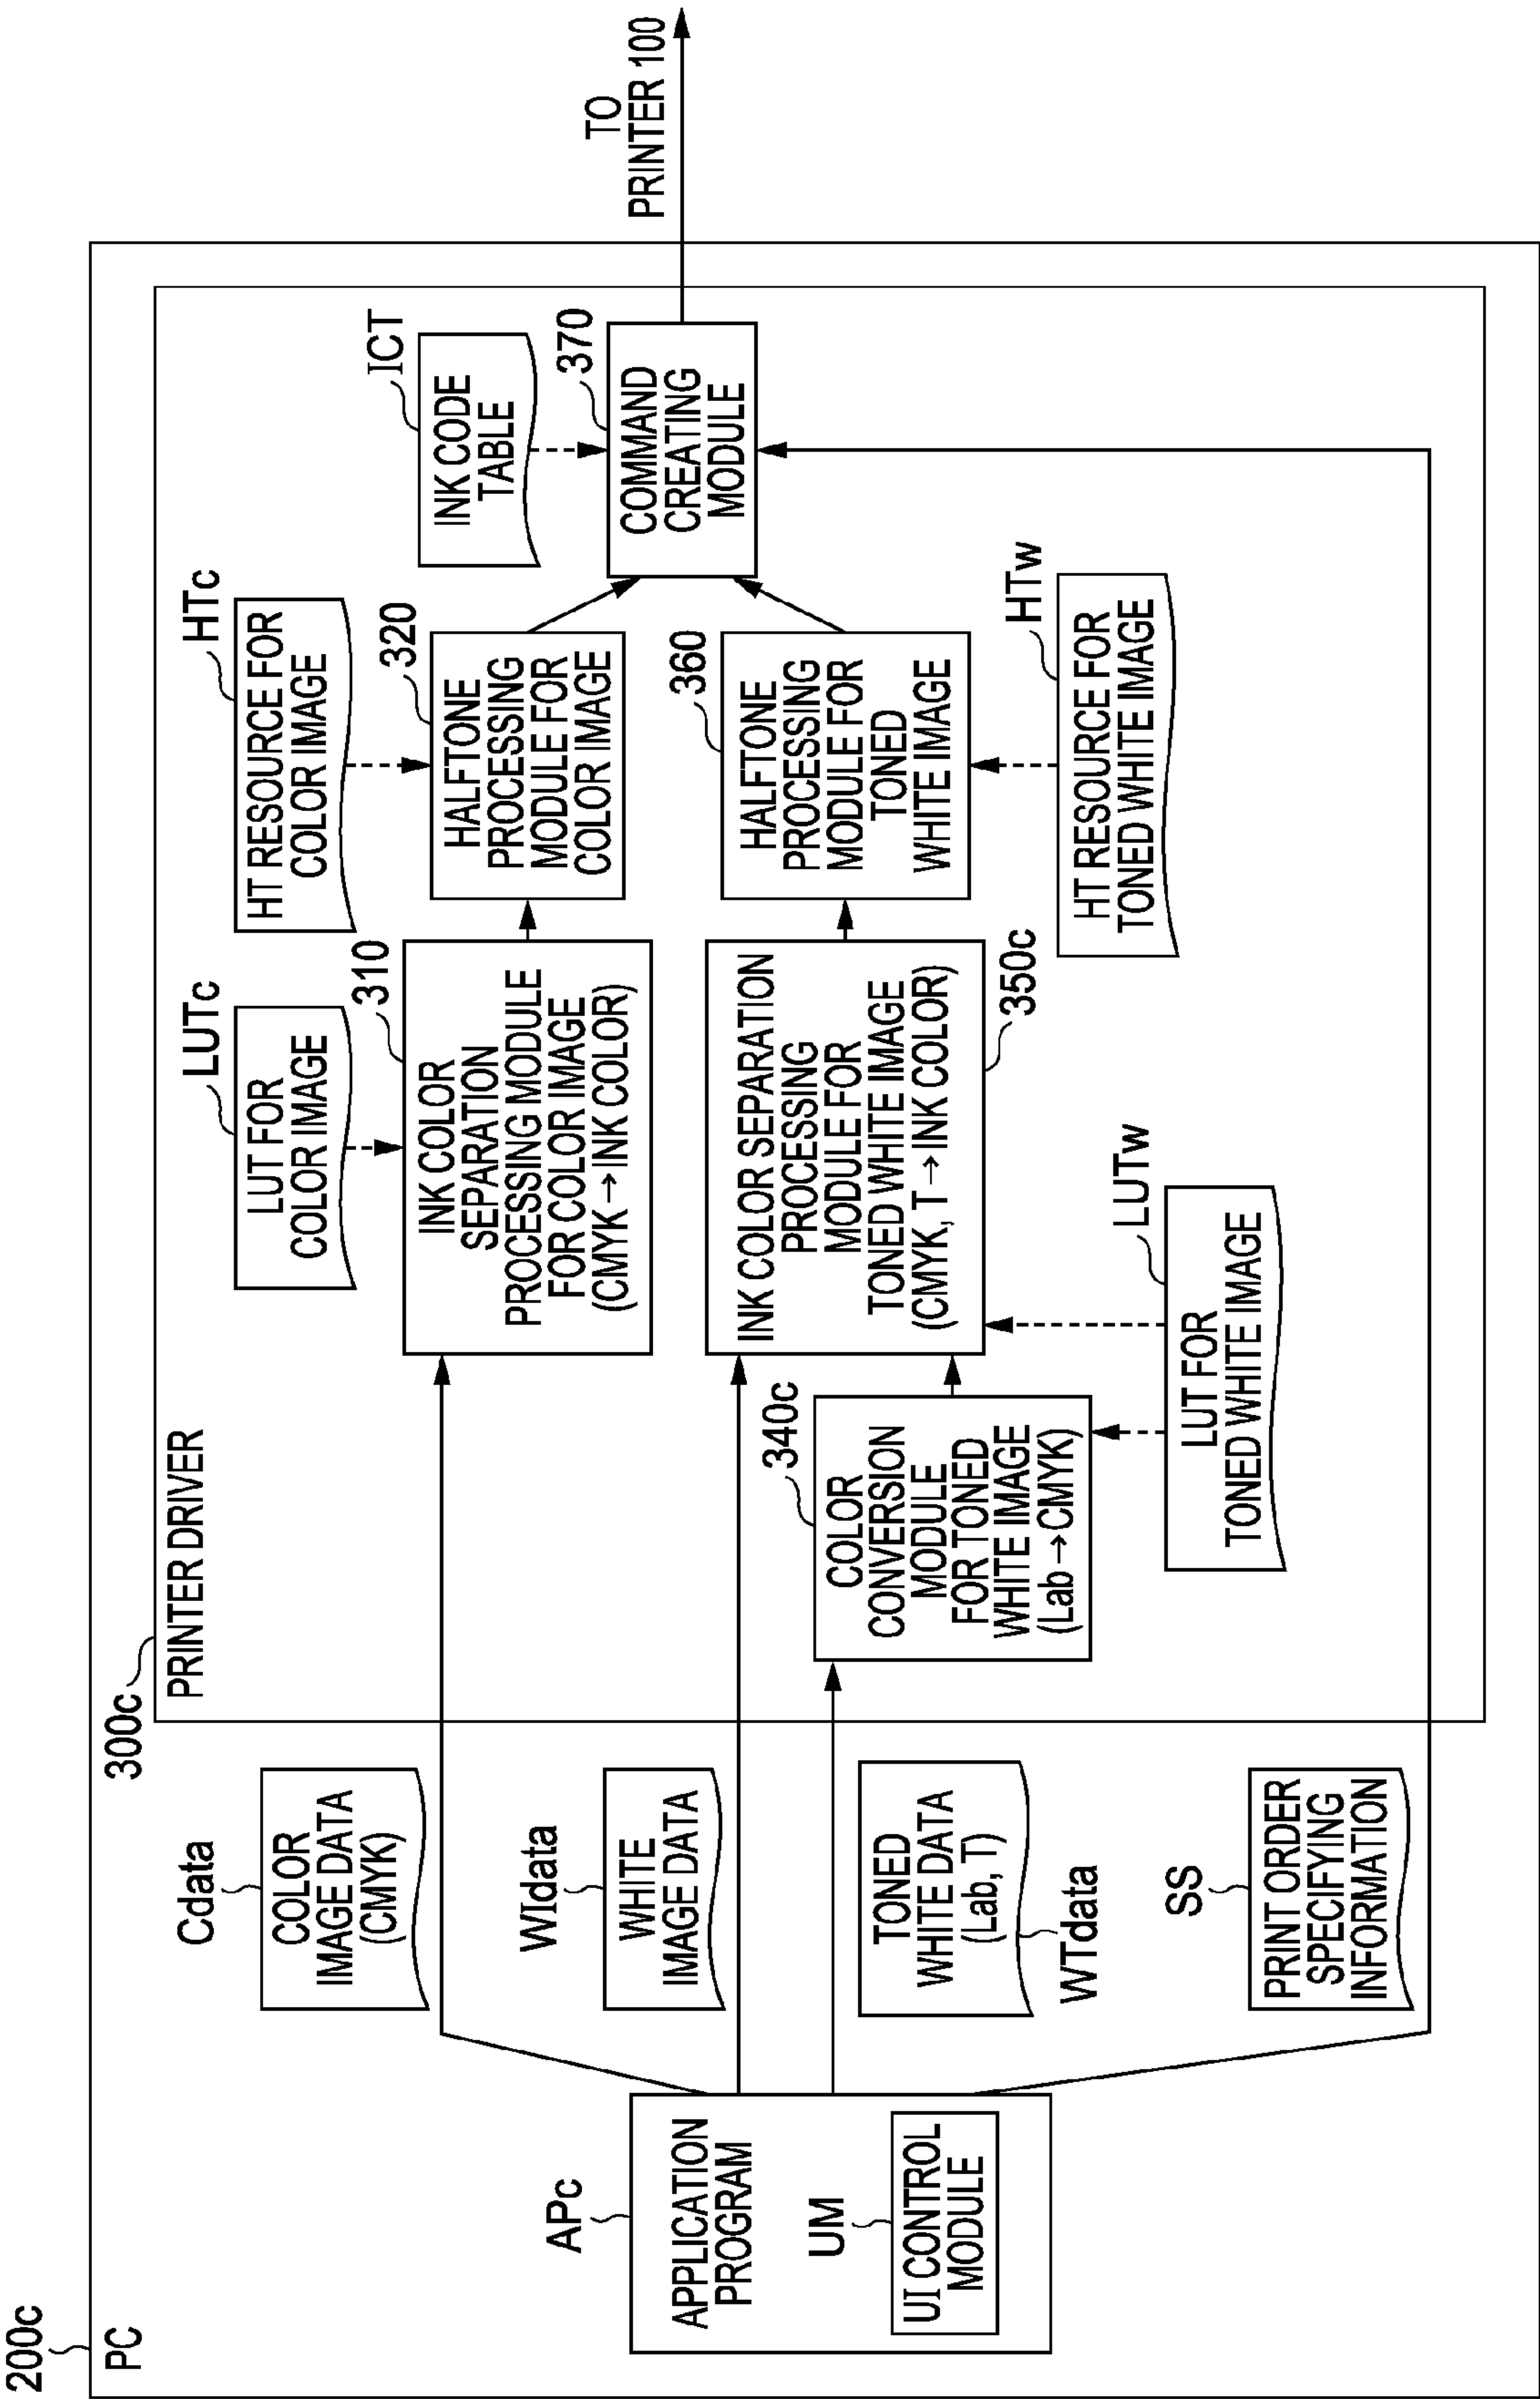 200c
PC
APc
APPLICATION
PROGRAM
UM
UI CONTROL
MODULE
Cdata
COLOR
IMAGE DATA
(CMYK)
WIdata
WHITE
IMAGE DATA
TONED
WHITE DATA
(Lab, T)
WTdata
SS
PRINT ORDER
SPECIFYING
INFORMATION
300c
PRINTER DRIVER
LUTc
LUT FOR
COLOR IMAGE
310
INK COLOR
SEPARATION
PROCESSING MODULE
FOR COLOR IMAGE
(CMYK → INK COLOR)
340c
COLOR
CONVERSION
MODULE
FOR TONED
WHITE IMAGE
(Lab → CMYK)
INK COLOR SEPARATION
PROCESSING
MODULE FOR
TONED WHITE IMAGE
(CMYK, T → INK COLOR)
350c
LUTw
LUT FOR
TONED WHITE IMAGE
HTc
HT RESOURCE FOR
COLOR IMAGE
320
HALFTONE
PROCESSING
MODULE FOR
COLOR IMAGE
360
HALFTONE
PROCESSING
MODULE FOR
TONED
WHITE IMAGE
HTw
HT RESOURCE FOR
TONED WHITE IMAGE
ICT
INK CODE
TABLE
370
COMMAND
CREATING
MODULE
TO
PRINTER 100